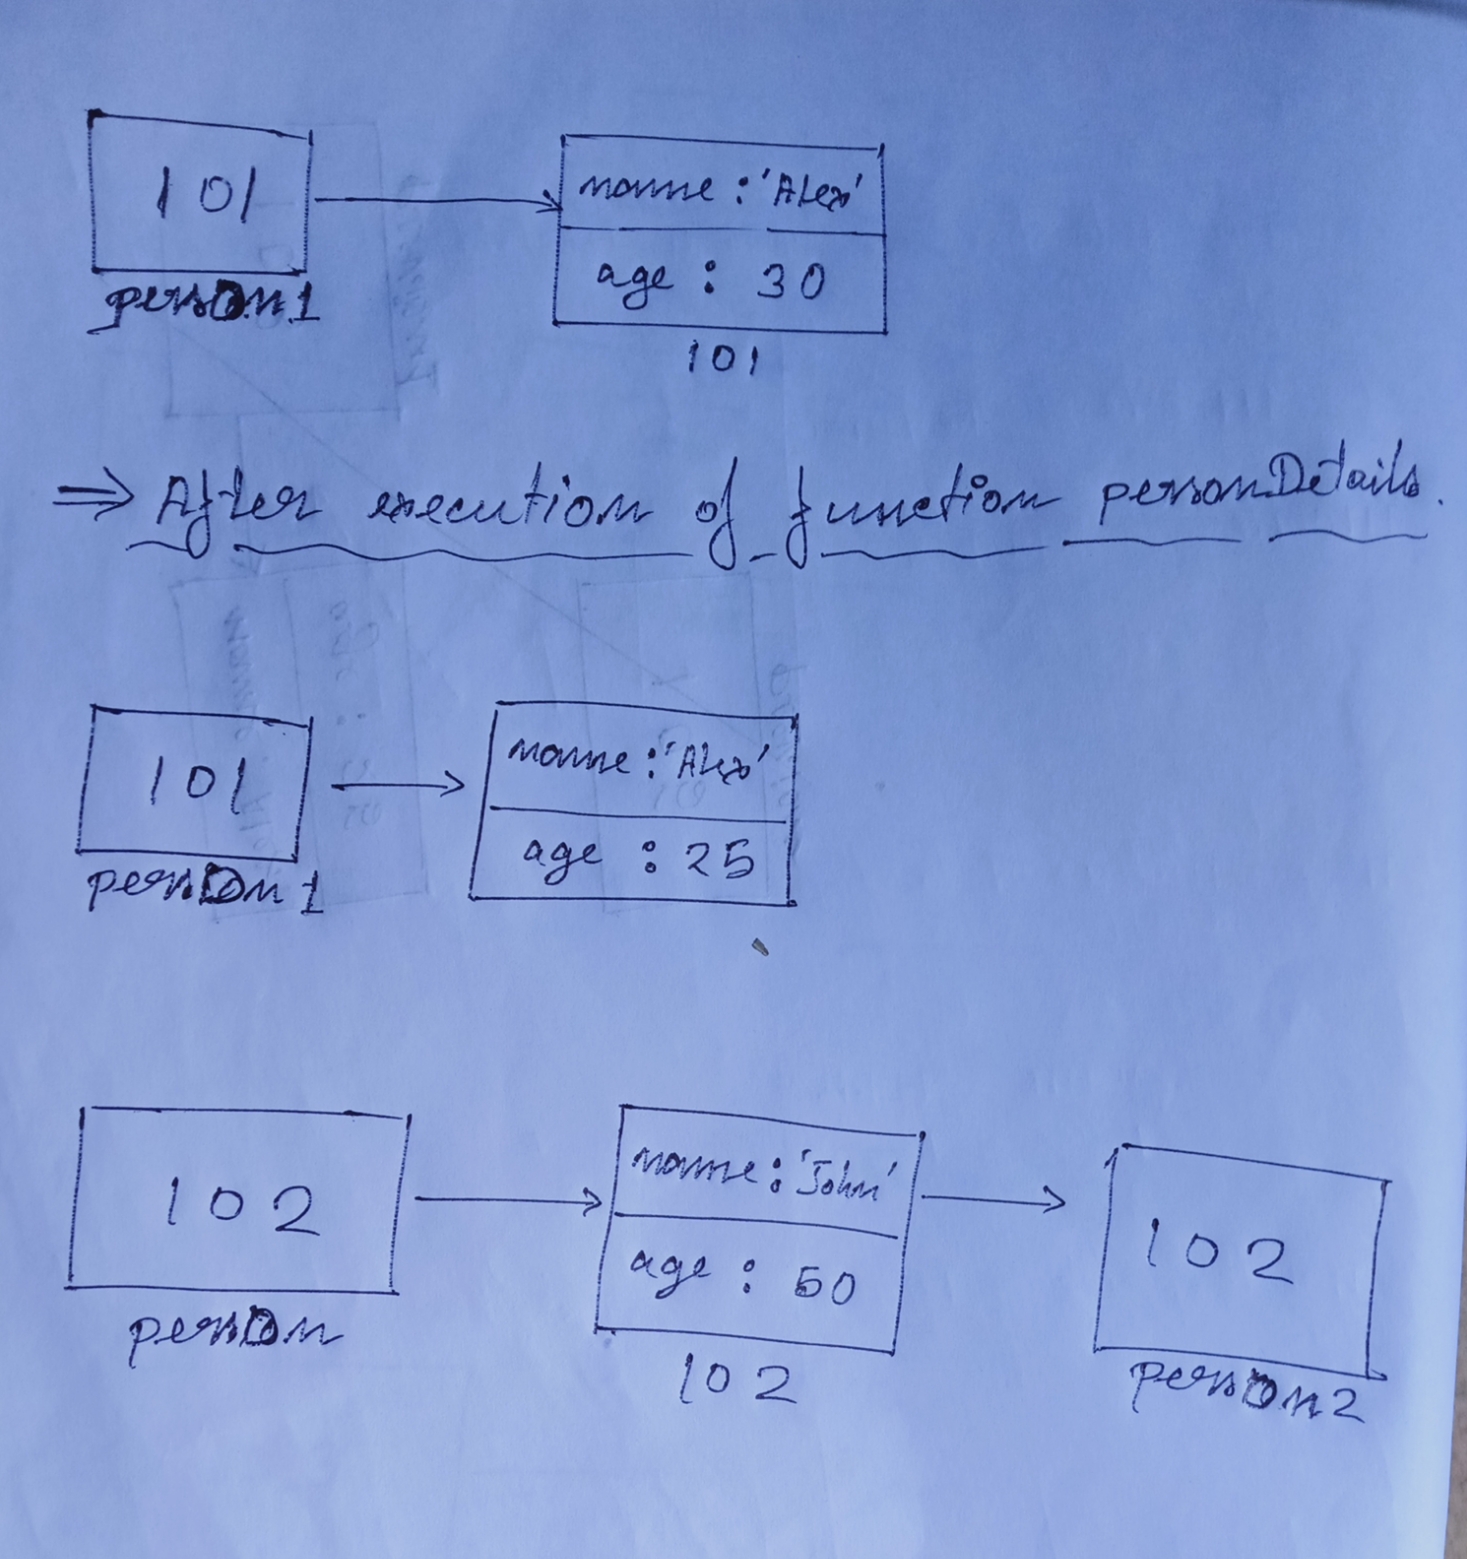 101
name : 'Alex'
age : 30
person1
101
⇒ After execution of function personDetails.
101
name : 'Alex'
age : 25
person1
102
name : 'John'
age : 50
102
person
102
person2